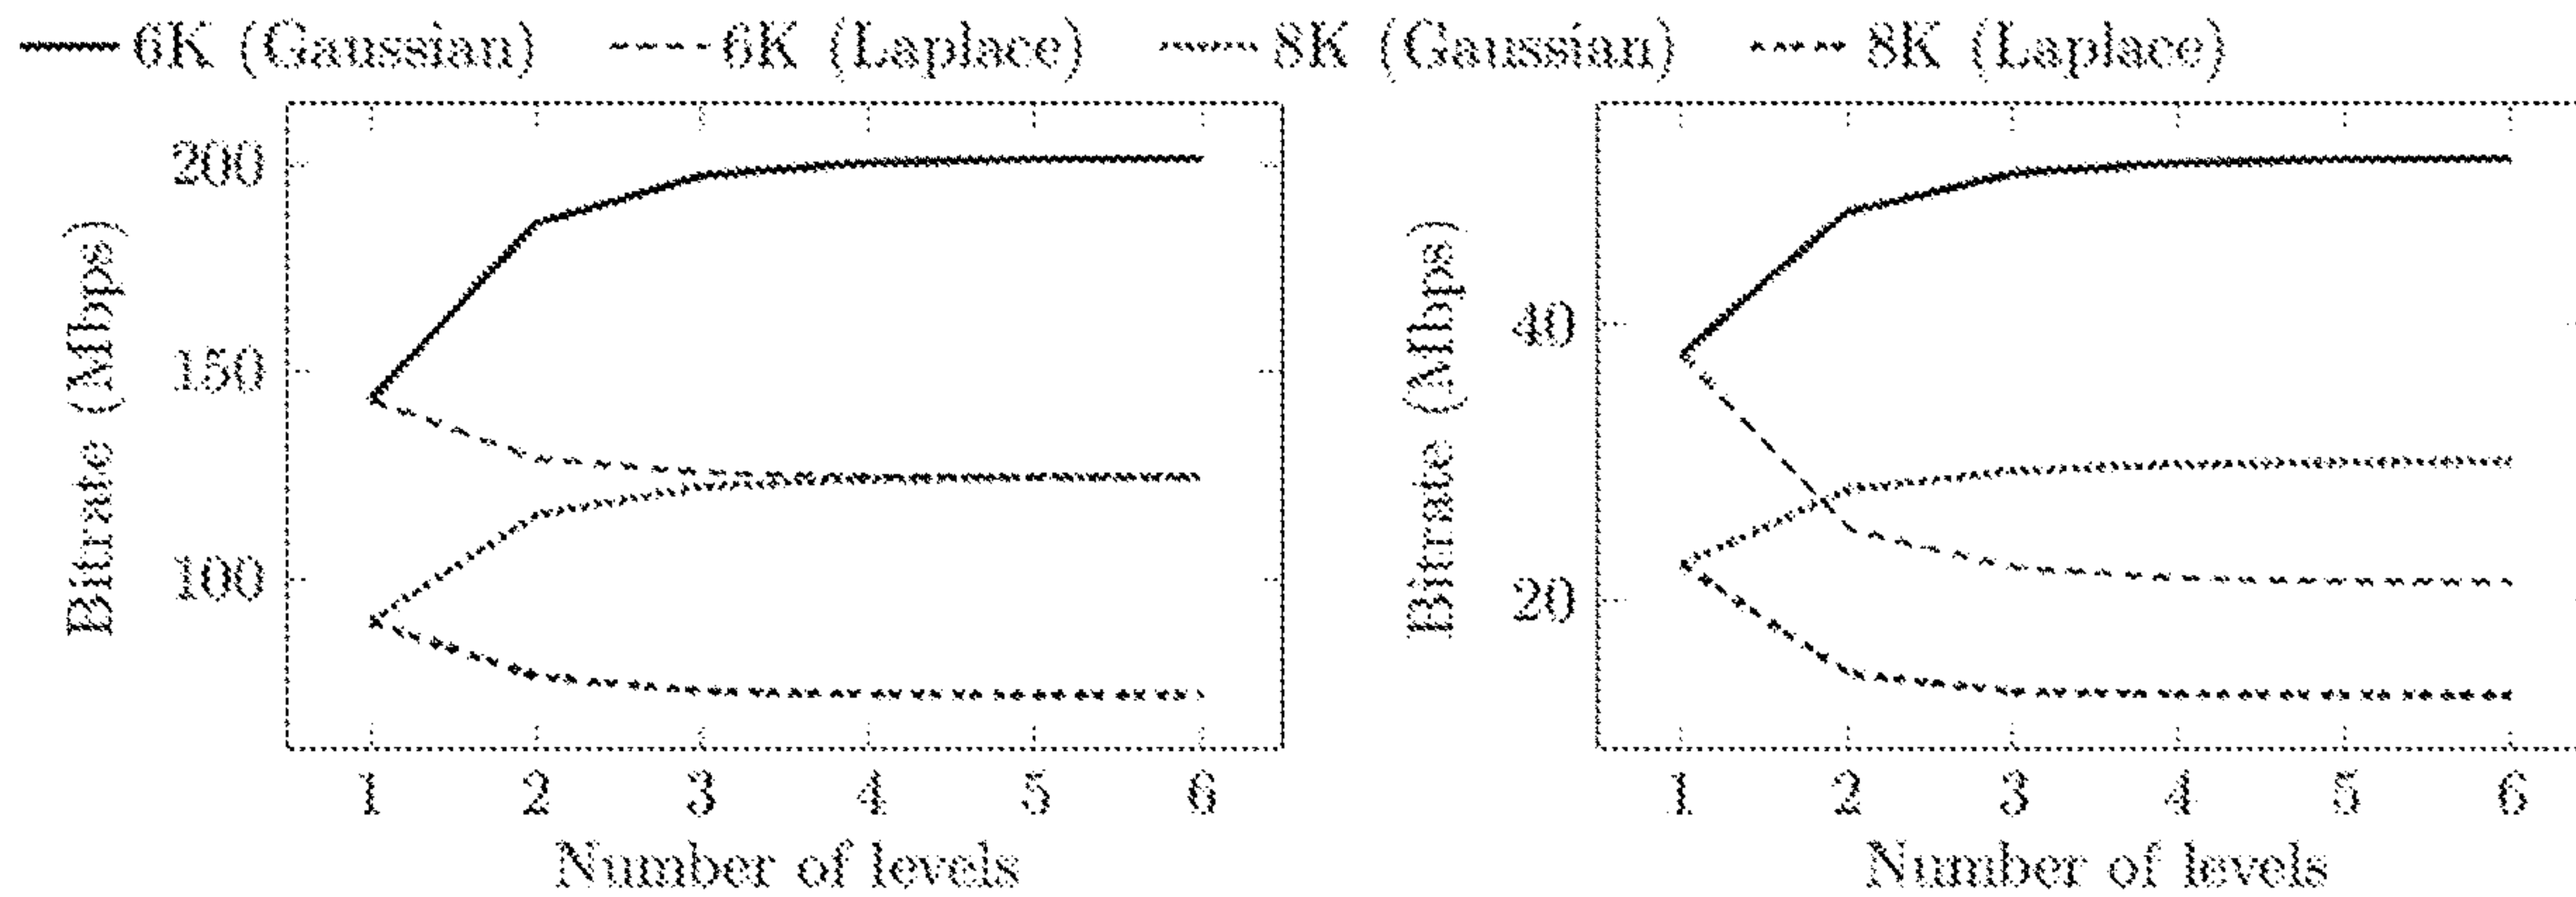 6K (Gaussian) 6K (Laplace) 8K (Gaussian) 8K (Laplace)
200
150
100
Bitrate (Mbps)
1 2 3 4 5 6
Number of levels
40
20
Bitrate (Mbps)
1 2 3 4 5 6
Number of levels